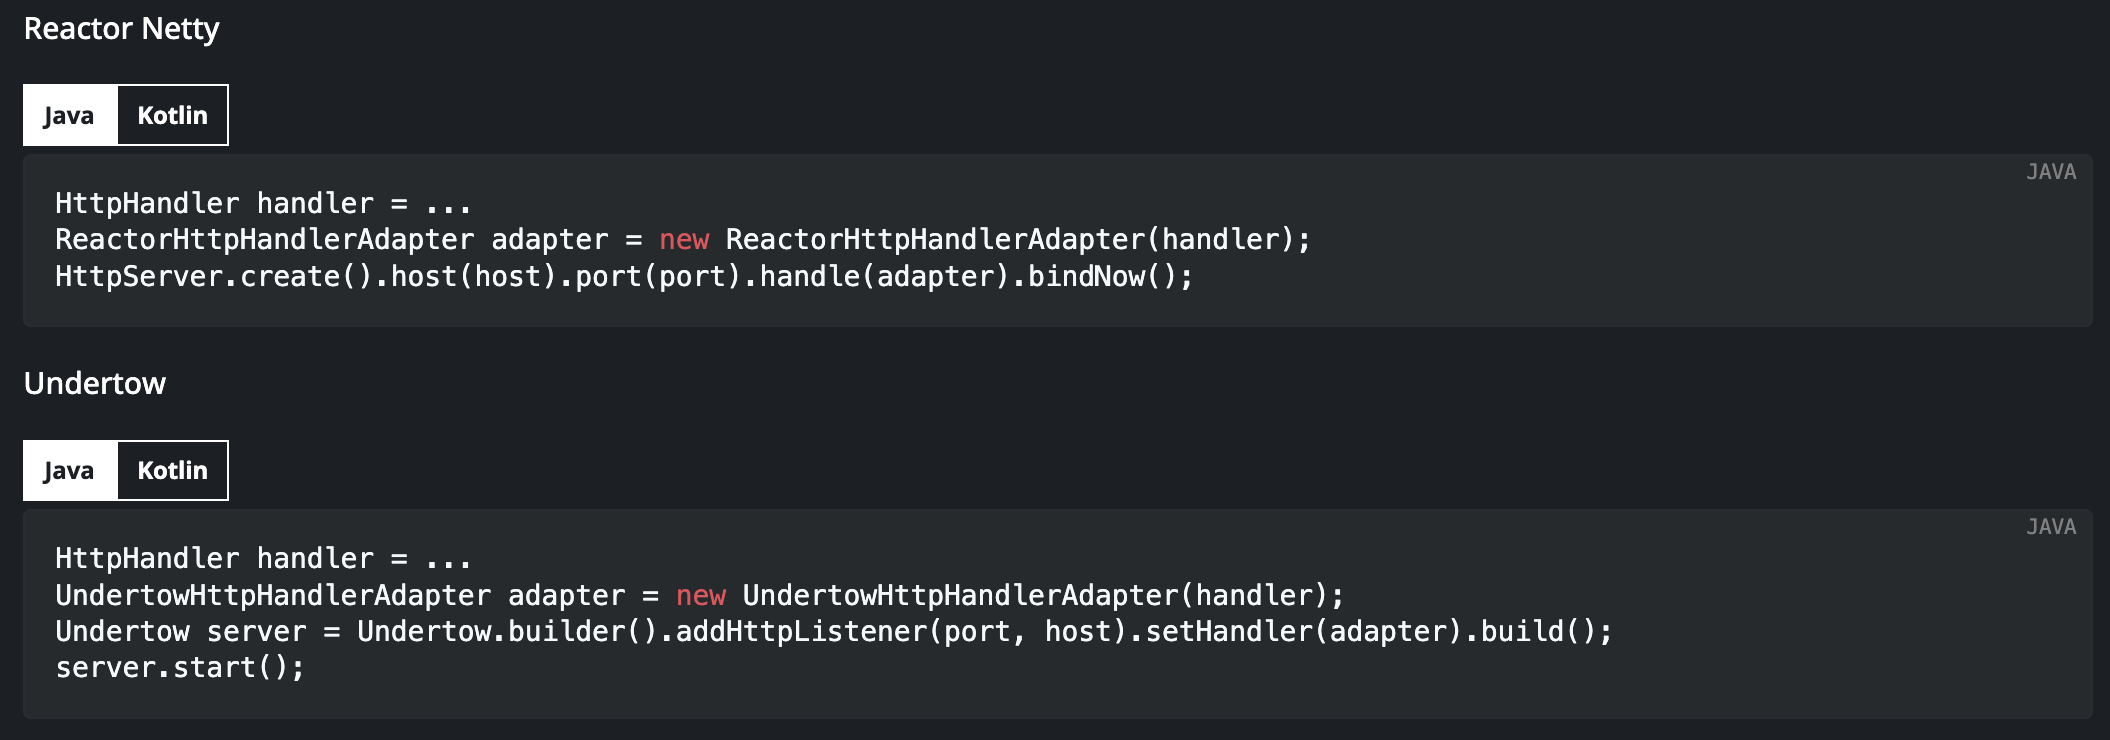 Reactor Netty
Java Kotlin
JAVA
HttpHandler handler = ...
ReactorHttpHandlerAdapter adapter = new ReactorHttpHandlerAdapter(handler);
HttpServer.create().host(host).port(port).handle(adapter).bindNow();
Undertow
Java Kotlin
JAVA
HttpHandler handler = ...
UndertowHttpHandlerAdapter adapter = new UndertowHttpHandlerAdapter(handler);
Undertow server = Undertow.builder().addHttpListener(port, host).setHandler(adapter).build();
server.start();